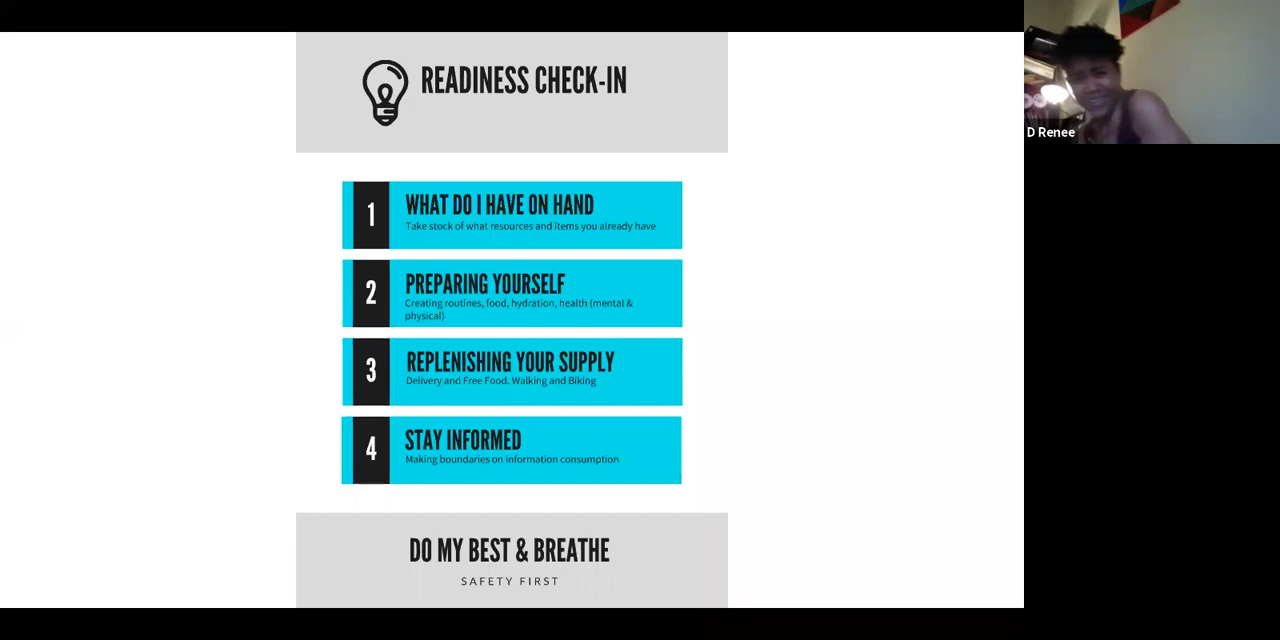 READINESS CHECK-IN
1
WHAT DO I HAVE ON HAND
Take stock of what resources and items you already have
2
PREPARING YOURSELF
Creating routines, food, hydration, health (mental &
physical)
3
REPLENISHING YOUR SUPPLY
Delivery and Free Food. Walking and Biking
4
STAY INFORMED
Making boundaries on information consumption
DO MY BEST & BREATHE
SAFETY FIRST
D Renee